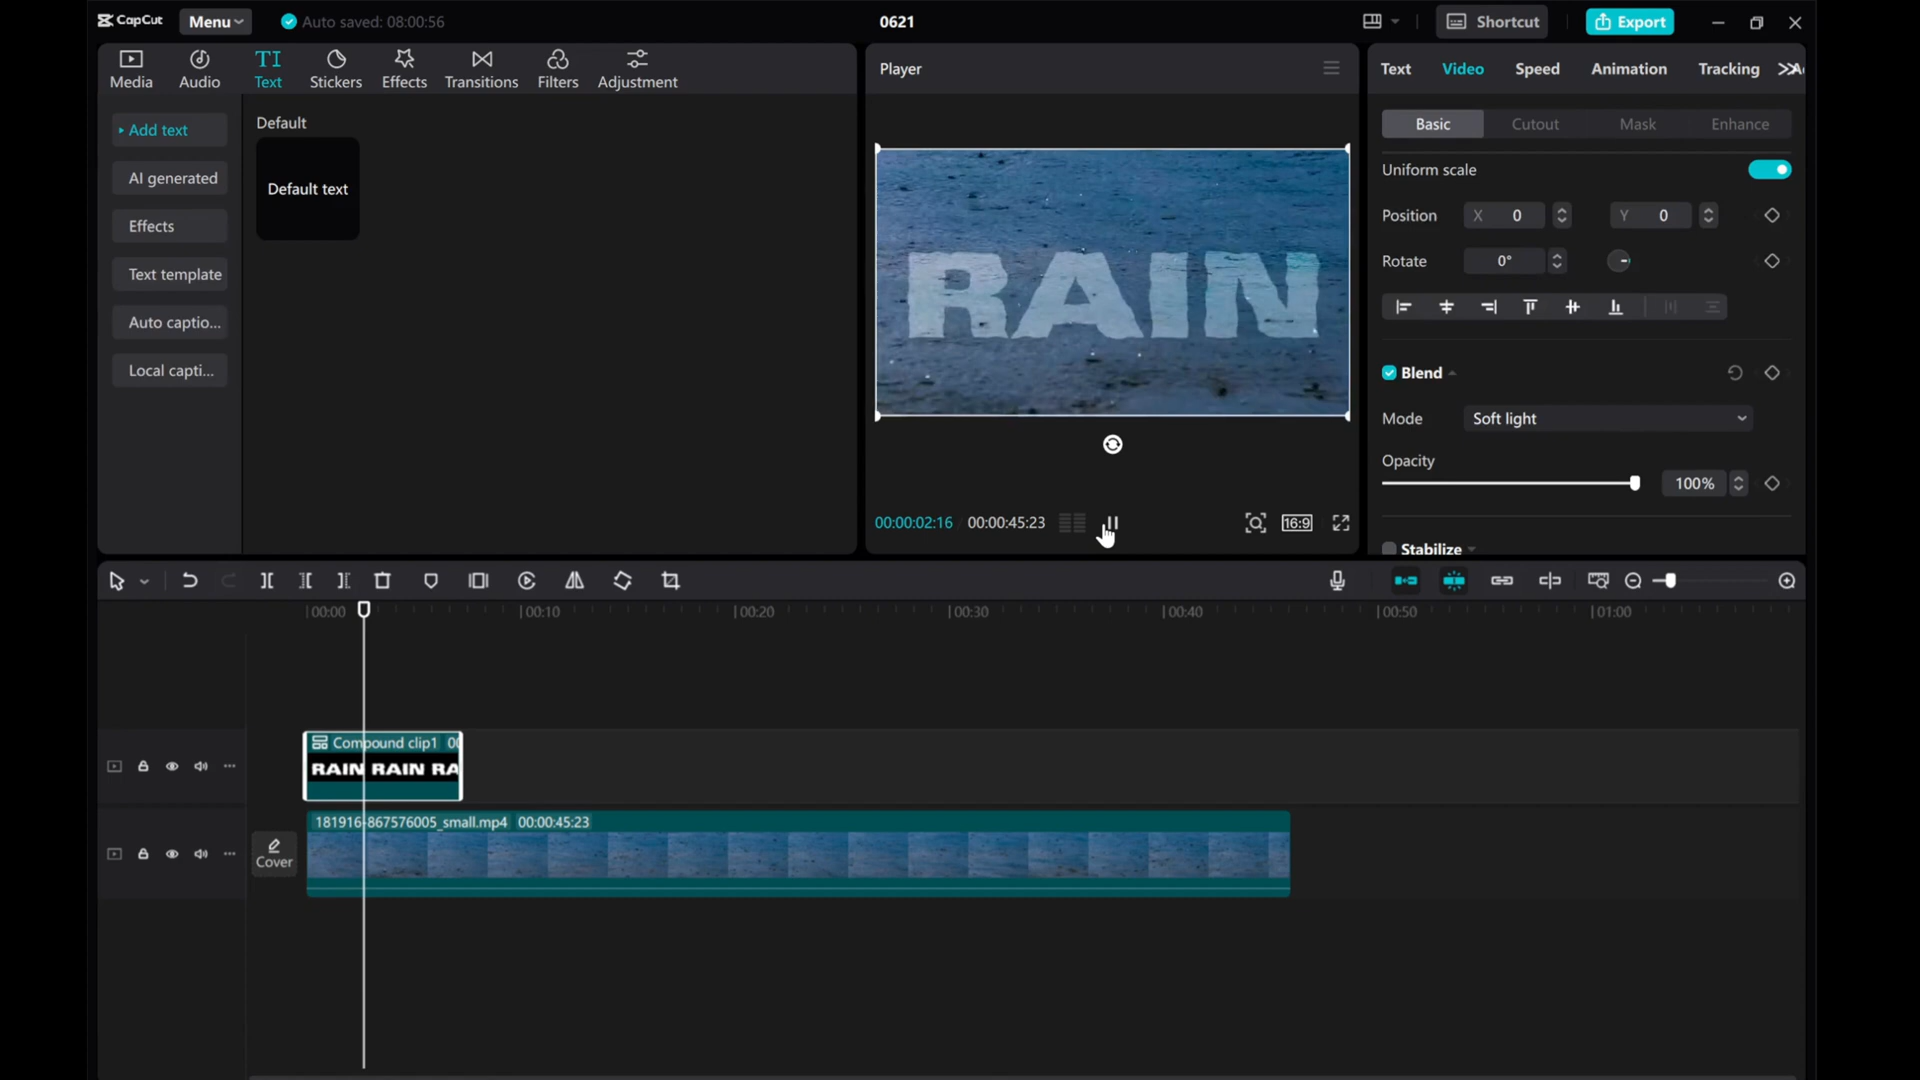 CapCut
Menu
Auto saved: 08:00:56
0621
Shortcut
Export
Media
Audio
TI
Text
Stickers
Effects
Transitions
Filters
Adjustment
Add text
AI generated
Effects
Text template
Auto captio...
Local capti...
Default
Default text
Player
RAIN
00:00:02:16
00:00:45:23
16:9
Text
Video
Speed
Animation
Tracking
Basic
Cutout
Mask
Enhance
Uniform scale
Position
X 0
Y 0
Rotate
0°
Blend
Mode
Soft light
Opacity
100%
Stabilize
00:00
00:10
00:20
00:30
00:40
00:50
01:00
Compound clip1
RAIN RAIN RA
Cover
181916-867576005_small.mp4 00:00:45:23